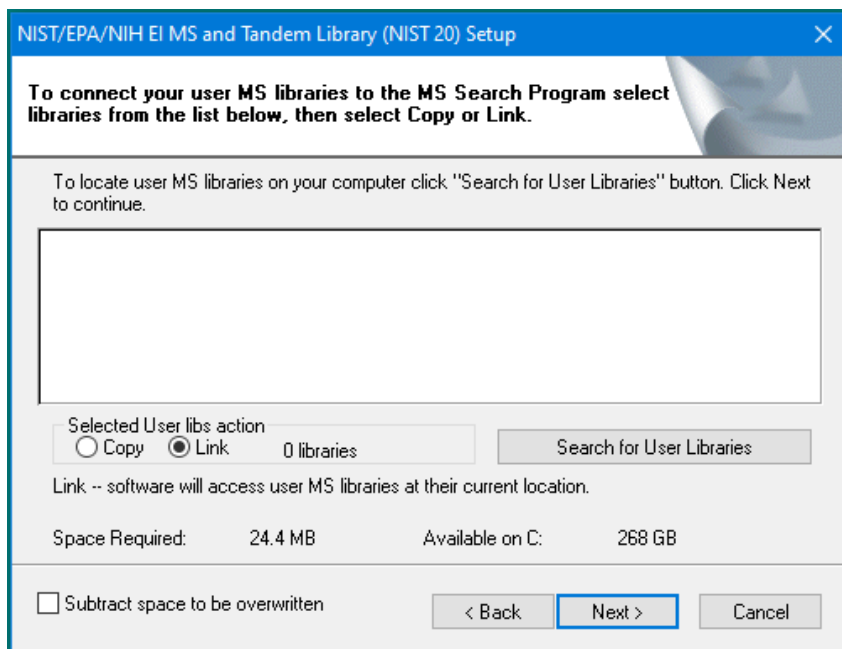 NIST/EPA/NIH EI MS and Tandem Library (NIST 20) Setup
To connect your user MS libraries to the MS Search Program select
libraries from the list below, then select Copy or Link.
To locate user MS libraries on your computer click "Search for User Libraries" button. Click Next
to continue.
Selected User libs action
Copy Link 0 libraries
Search for User Libraries
Link -- software will access user MS libraries at their current location.
Space Required: 24.4 MB Available on C: 268 GB
Subtract space to be overwritten
< Back Next > Cancel